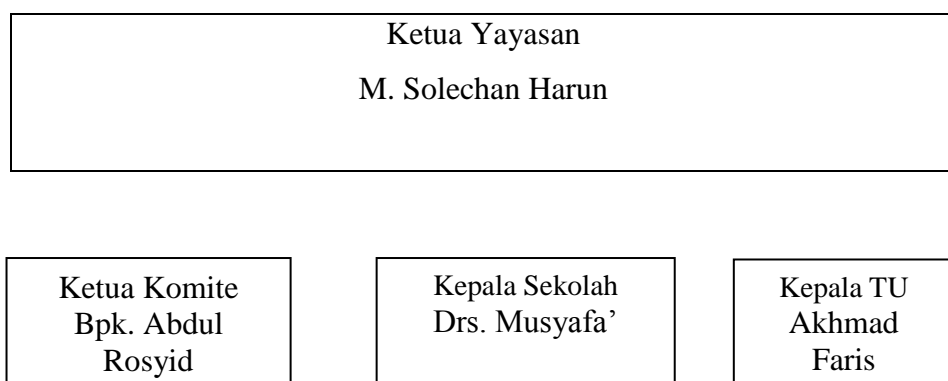 Ketua Yayasan
M. Solechan Harun
Ketua Komite
Bpk. Abdul
Rosyid
Kepala Sekolah
Drs. Musyafa’
Kepala TU
Akhmad
Faris